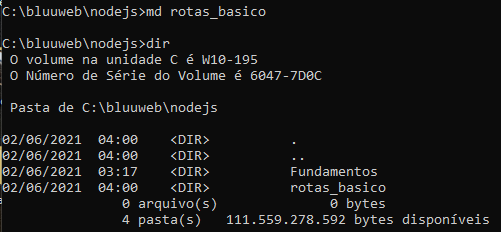 C:\bluuweb\nodejs>md rotas_basico
C:\bluuweb\nodejs>dir
O volume na unidade C é W10-195
O Número de Série do Volume é 6047-7D0C
Pasta de C:\bluuweb\nodejs
02/06/2021  04:00    <DIR>          .
02/06/2021  04:00    <DIR>          ..
02/06/2021  03:17    <DIR>          Fundamentos
02/06/2021  04:00    <DIR>          rotas_basico
0 arquivo(s)              0 bytes
4 pasta(s)   111.559.278.592 bytes disponíveis